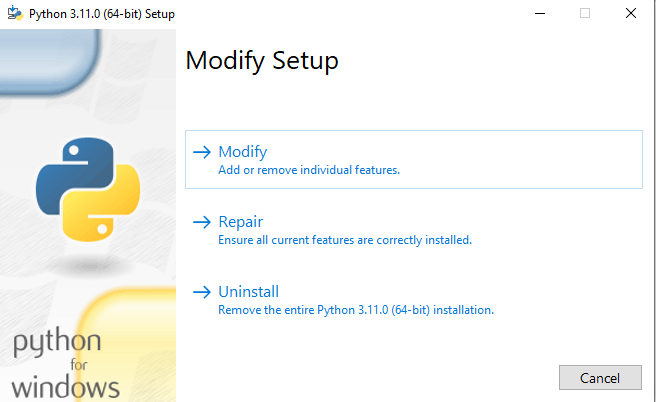 Python 3.11.0 (64-bit) Setup
Modify Setup
Modify
Add or remove individual features.
Repair
Ensure all current features are correctly installed.
Uninstall
Remove the entire Python 3.11.0 (64-bit) installation.
python
for
windows
Cancel